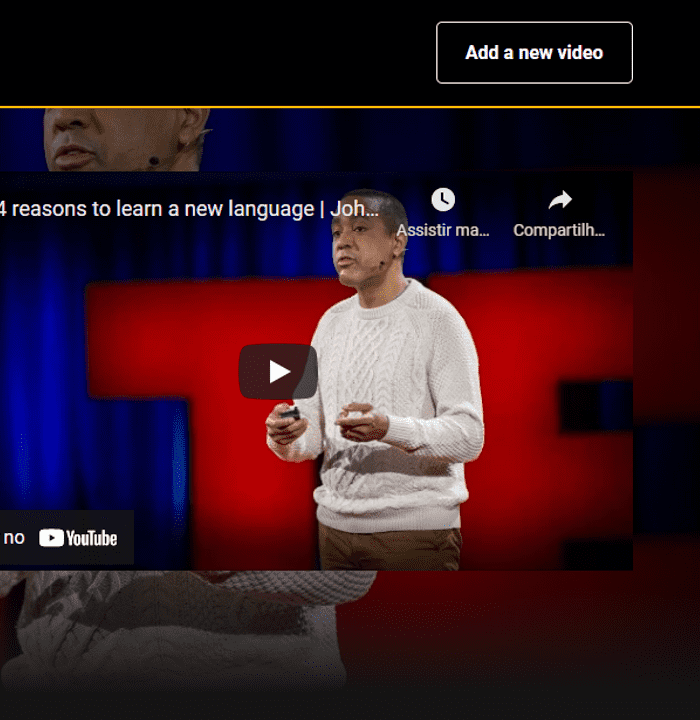 Add a new video
4 reasons to learn a new language | Joh...
Assistir ma...
Compartilh...
no YouTube